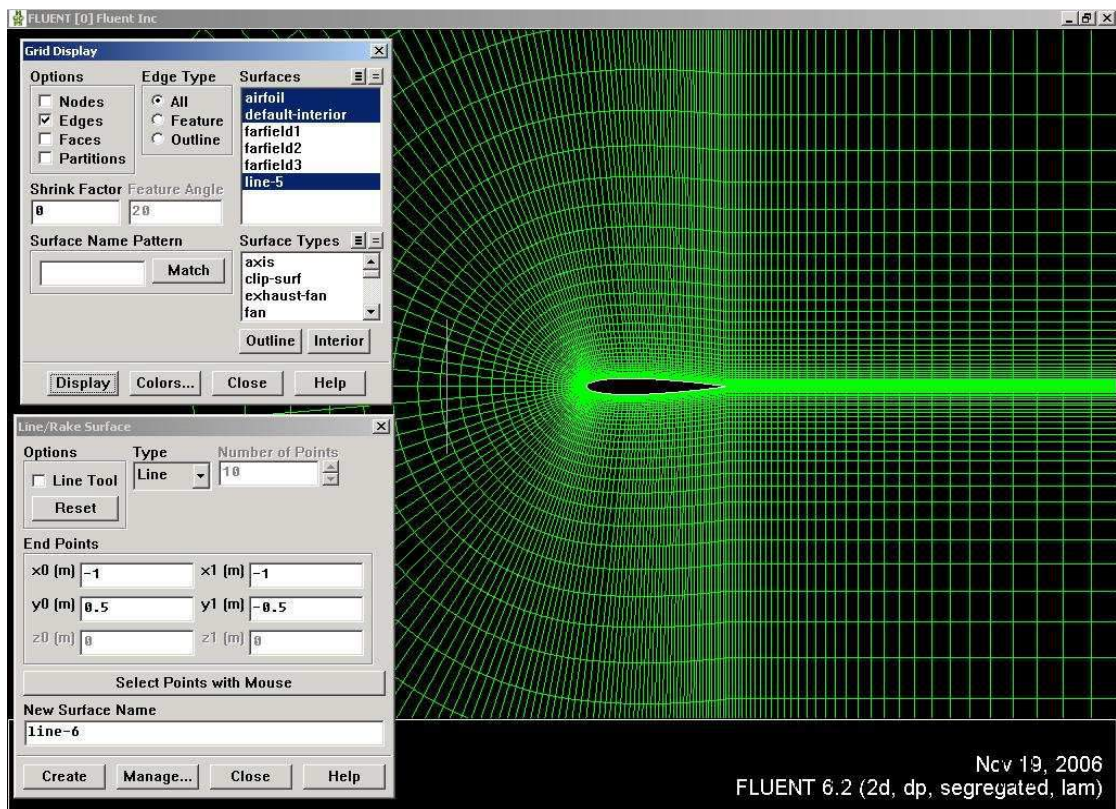 FLUENT [0] Fluent Inc
Grid Display
Options
Nodes
Edges
Faces
Partitions
Edge Type
All
Feature
Outline
Surfaces
airfoil
default-interior
farfield1
farfield2
farfield3
line-5
Shrink Factor
0
Feature Angle
20
Surface Name Pattern
Match
Surface Types
axis
clip-surf
exhaust-fan
fan
Outline
Interior
Display
Colors...
Close
Help
Line/Rake Surface
Options
Line Tool
Reset
Type
Line
Number of Points
10
End Points
x0 (m) -1
x1 (m) -1
y0 (m) 0.5
y1 (m) -0.5
z0 (m) 0
z1 (m) 0
Select Points with Mouse
New Surface Name
line-6
Create
Manage...
Close
Help
Nov 19, 2006
FLUENT 6.2 (2d, dp, segregated, lam)